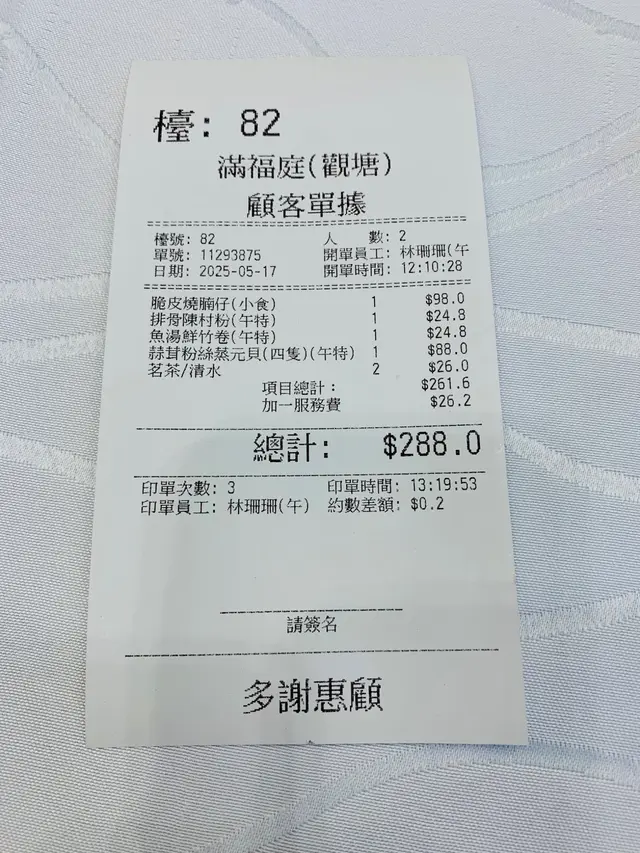 檯: 82
滿福庭(觀塘)
顧客單據
檯號: 82 人 數: 2
單號: 11293875 開單員工: 林珊珊(午
日期: 2025-05-17 開單時間: 12:10:28
脆皮燒腩仔(小食) 1 $98.0
排骨陳村粉(午特) 1 $24.8
魚湯鮮竹卷(午特) 1 $24.8
蒜茸粉絲蒸元貝(四隻)(午特) 1 $88.0
茗茶/清水 2 $26.0
項目總計: $261.6
加一服務費 $26.2
總計: $288.0
印單次數: 3 印單時間: 13:19:53
印單員工: 林珊珊(午) 約數差額: $0.2
請簽名
多謝惠顧